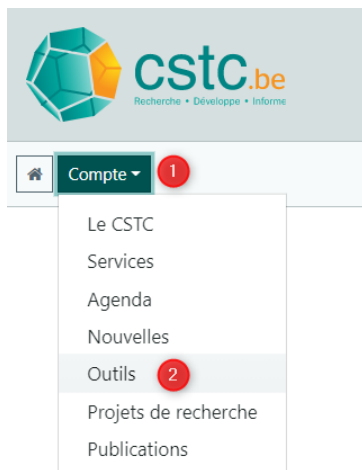 cstc.be
Recherche • Développe • Informe
Compte 1
Le CSTC
Services
Agenda
Nouvelles
Outils 2
Projets de recherche
Publications